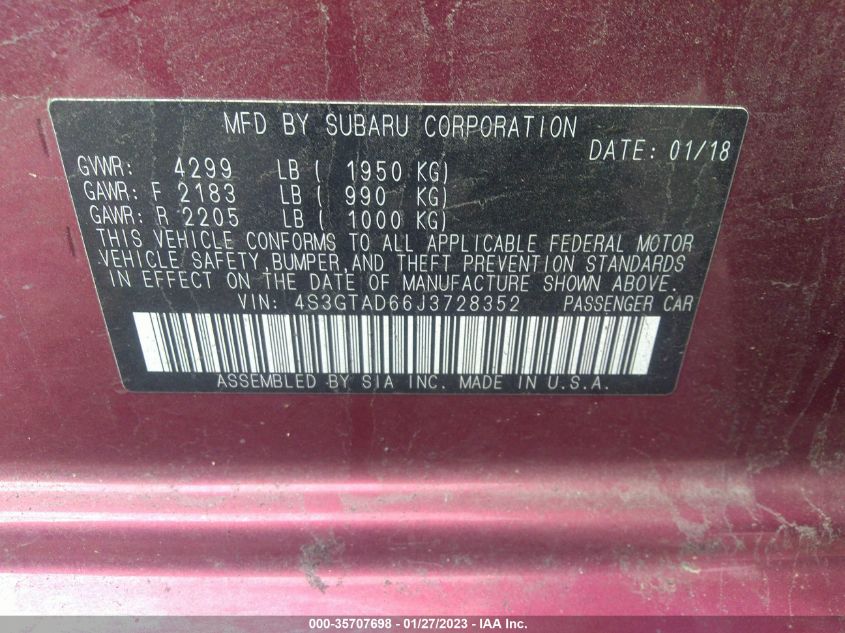 MFD BY SUBARU CORPORATION
DATE: 01/18
GVWR: 4299 LB ( 1950 KG)
GAWR: F 2183 LB ( 990 KG)
GAWR: R 2205 LB ( 1000 KG)
THIS VEHICLE CONFORMS TO ALL APPLICABLE FEDERAL MOTOR
VEHICLE SAFETY,BUMPER,AND THEFT PREVENTION STANDARDS
IN EFFECT ON THE DATE OF MANUFACTURE SHOWN ABOVE.
VIN: 4S3GTAD66J3728352 PASSENGER CAR
ASSEMBLED BY SIA INC. MADE IN U.S.A.
000-35707698 - 01/27/2023 - IAA Inc.